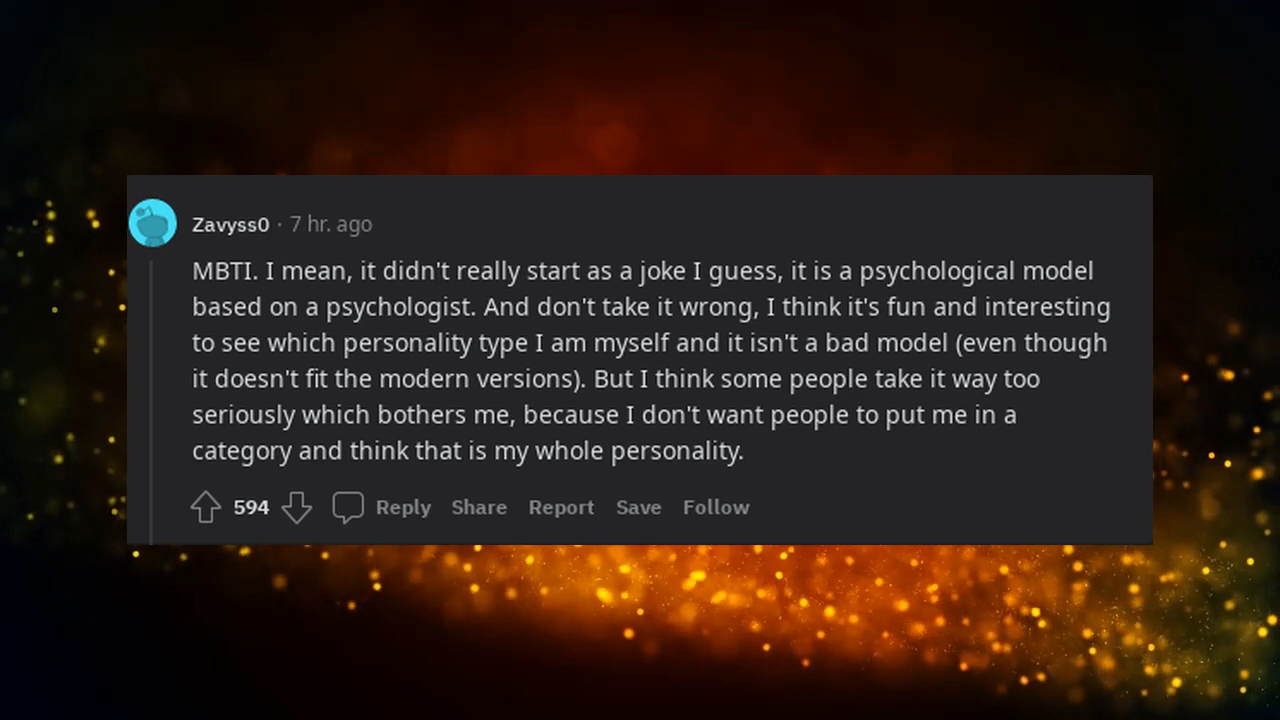 Zavyss0 · 7 hr. ago
MBTI. I mean, it didn't really start as a joke I guess, it is a psychological model
based on a psychologist. And don't take it wrong, I think it's fun and interesting
to see which personality type I am myself and it isn't a bad model (even though
it doesn't fit the modern versions). But I think some people take it way too
seriously which bothers me, because I don't want people to put me in a
category and think that is my whole personality.
594 Reply Share Report Save Follow